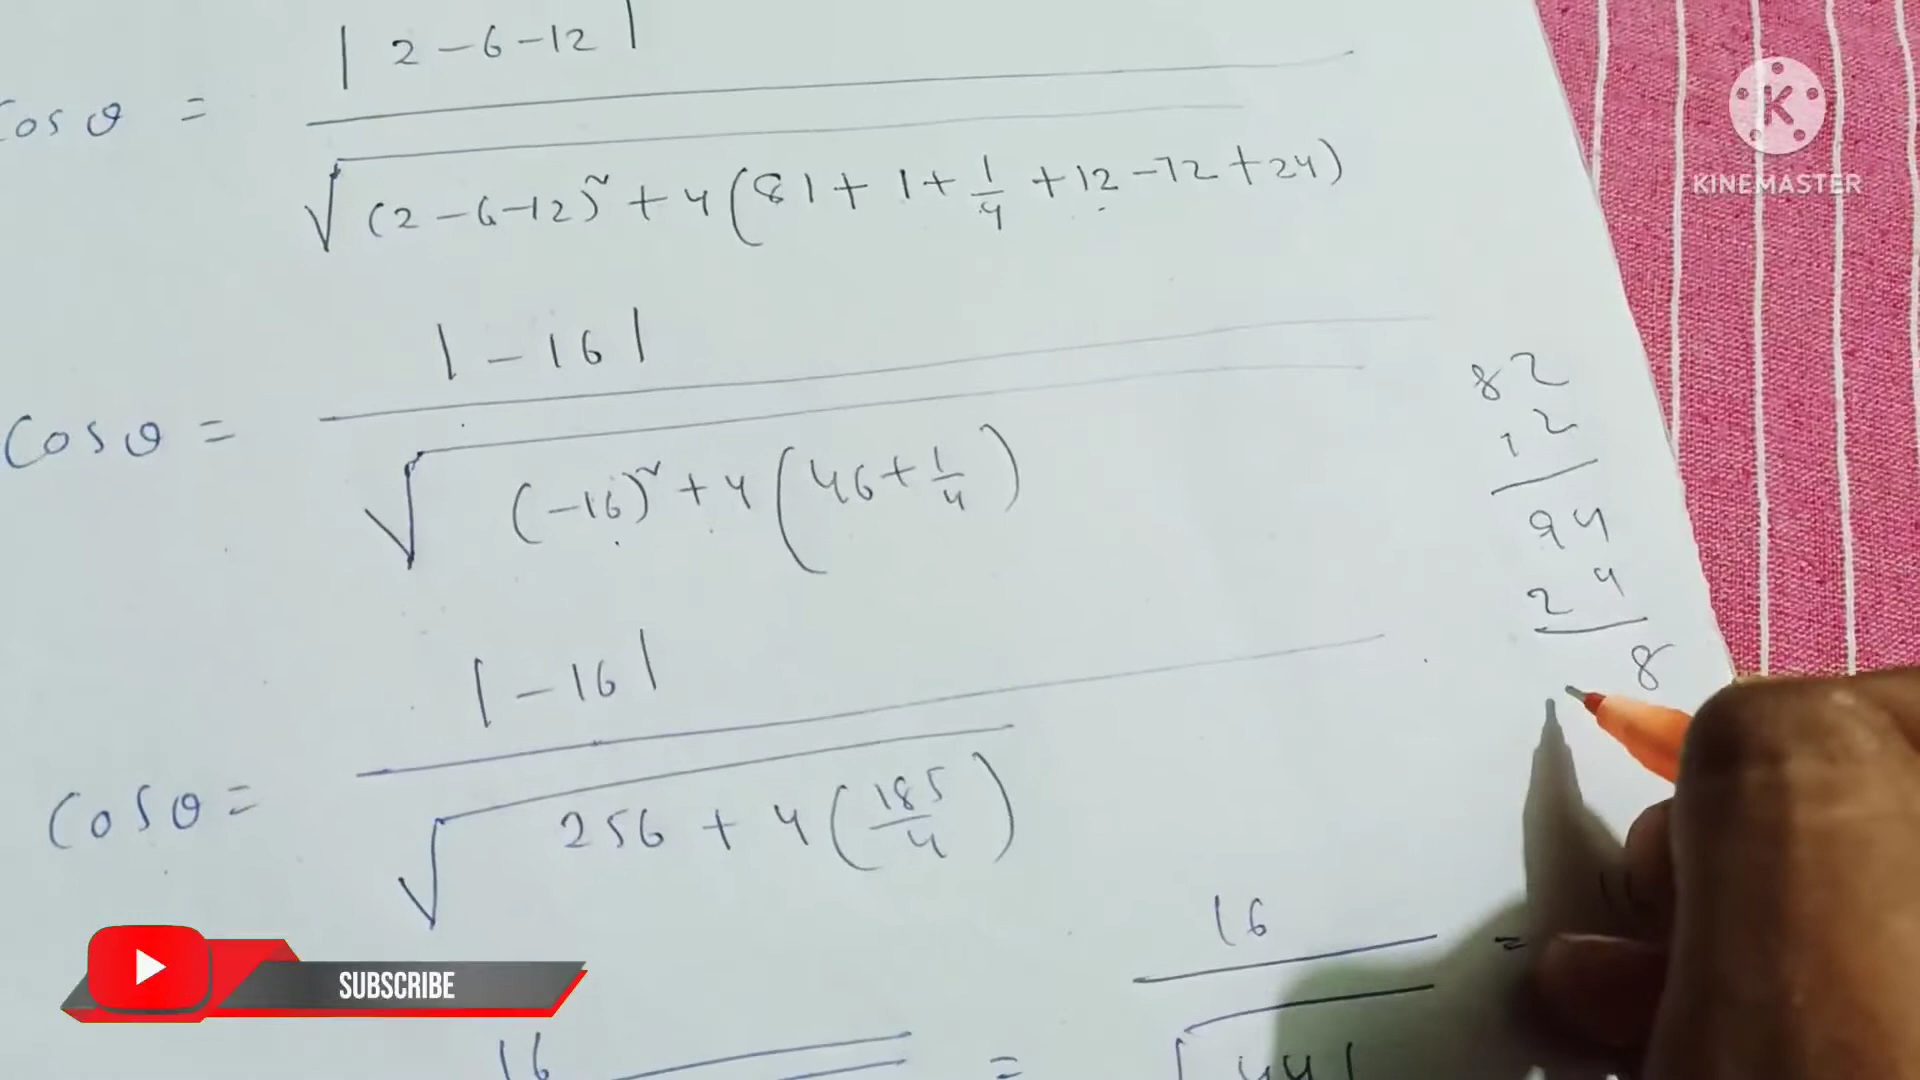 | 2 – 6 – 12 |
cos θ =
√(2 – 6 – 12)² + 4 (81 + 1 + 1/4 + 12 – 72 + 24)
KINEMASTER
| – 16 |
cos θ =
√(–16)² + 4 (46 + 1/4)
82
12
94
24
8
| – 16 |
cos θ =
√256 + 4 (185/4)
16
=
SUBSCRIBE
16
=
√441